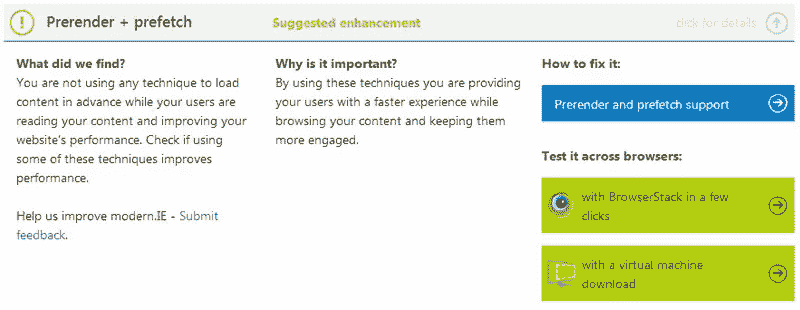 Prerender + prefetch
Suggested enhancement
click for details
What did we find?
You are not using any technique to load
content in advance while your users are
reading your content and improving your
website's performance. Check if using
some of these techniques improves
performance.
Help us improve modern.IE - Submit
feedback.
Why is it important?
By using these techniques you are providing
your users with a faster experience while
browsing your content and keeping them
more engaged.
How to fix it:
Prerender and prefetch support
Test it across browsers:
with BrowserStack in a few
clicks
with a virtual machine
download